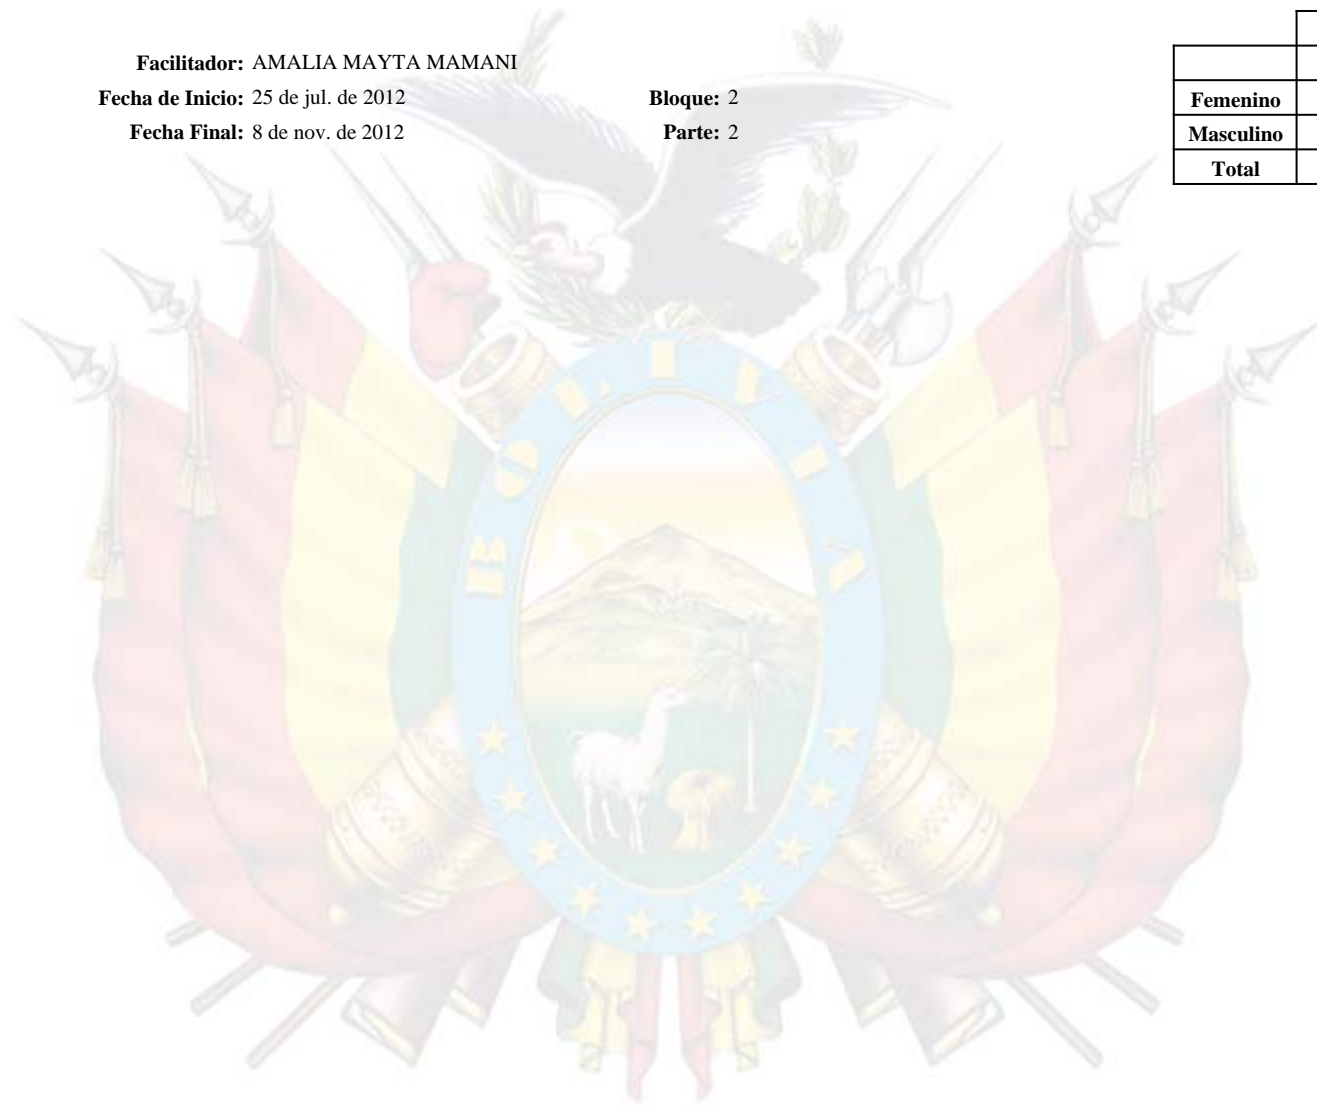 Facilitador: AMALIA MAYTA MAMANI
Fecha de Inicio: 25 de jul. de 2012 Bloque: 2
Fecha Final: 8 de nov. de 2012 Parte: 2
Femenino
Masculino
Total
BOLIVIA